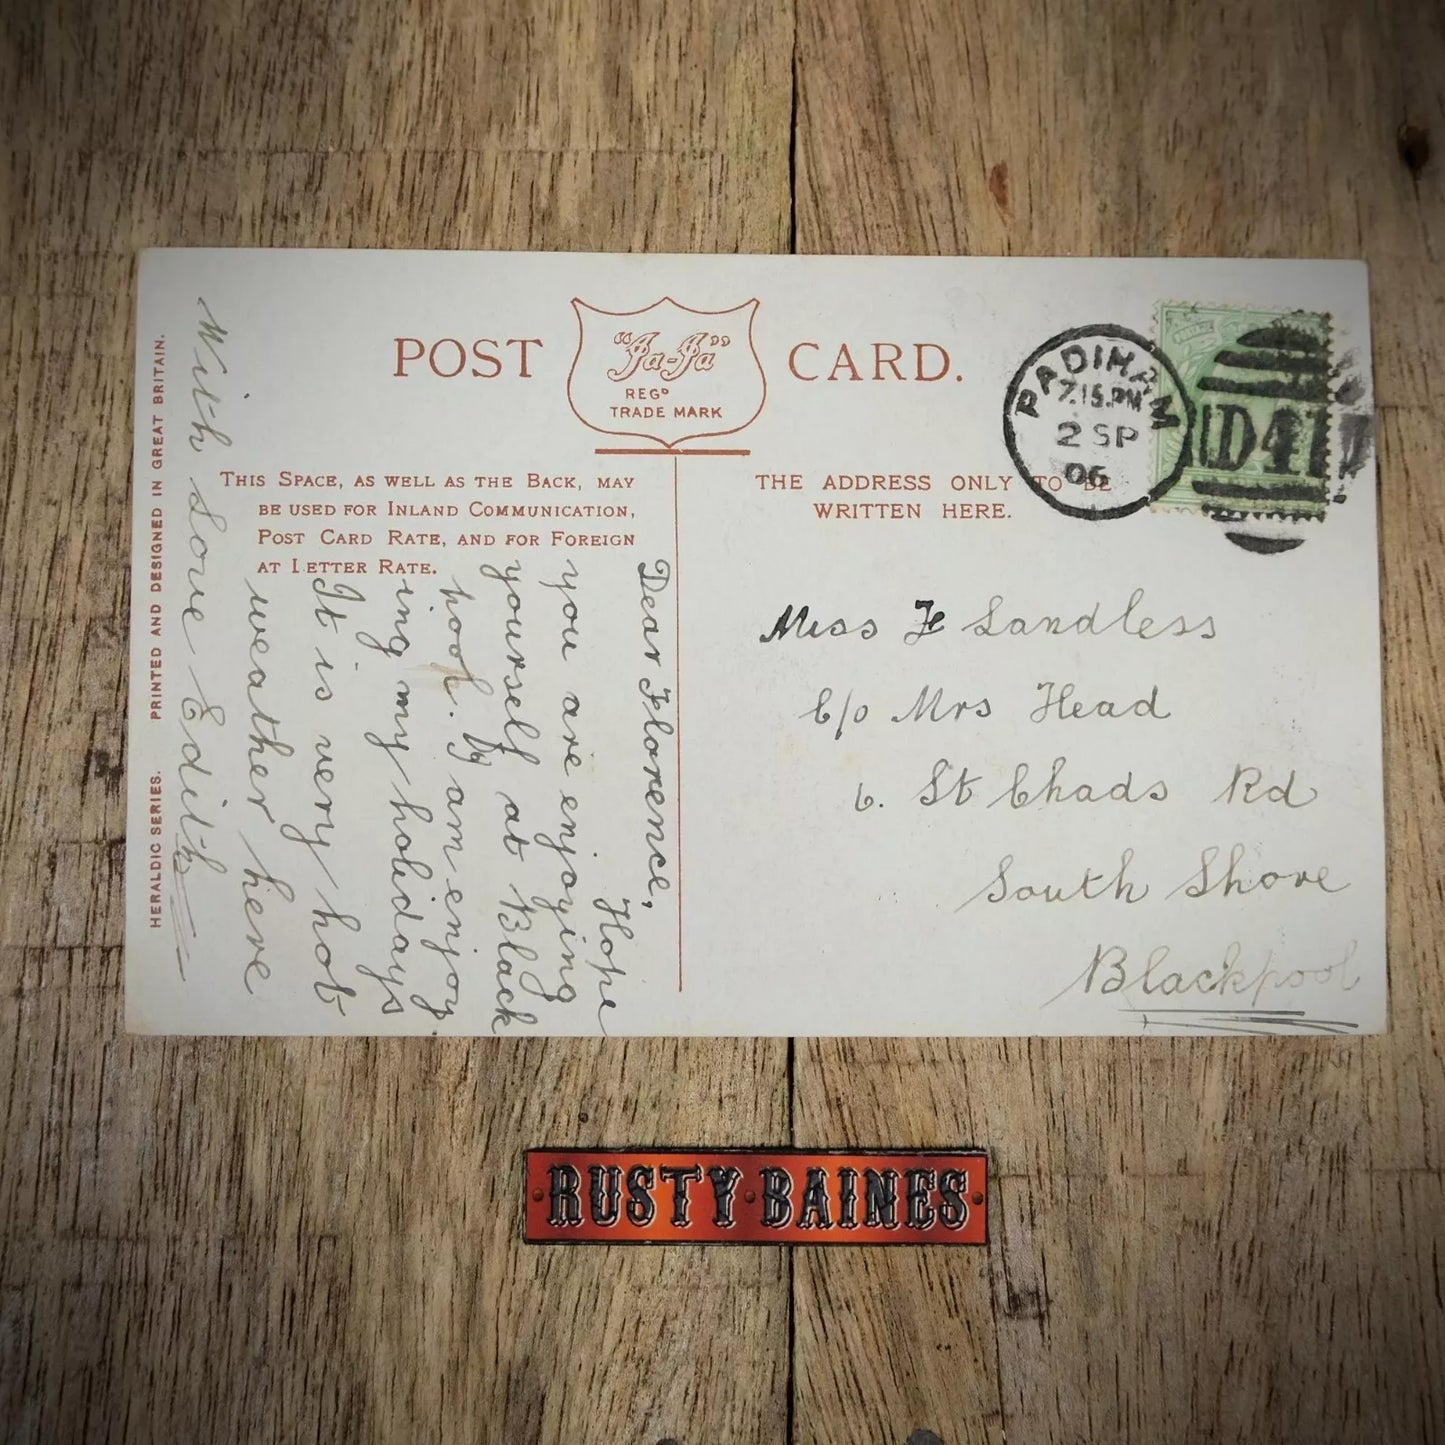 POST CARD.
"Ja-Ja"
REGD
TRADE MARK
THIS SPACE, AS WELL AS THE BACK, MAY
BE USED FOR INLAND COMMUNICATION,
POST CARD RATE, AND FOR FOREIGN
AT LETTER RATE.
THE ADDRESS ONLY TO BE
WRITTEN HERE.
PADIHAM
7.15.PM
2 SP
06
D41
HERALDIC SERIES. PRINTED AND DESIGNED IN GREAT BRITAIN.
Dear Florence,
Hope
you are enjoying
yourself at Black
pool. I am enjoy
ing my holidays
It is very hot
weather here
With Love Edith
Miss F Sandless
C/o Mrs Head
6. St Chads Rd
South Shore
Blackpool
RUSTY·BAINES